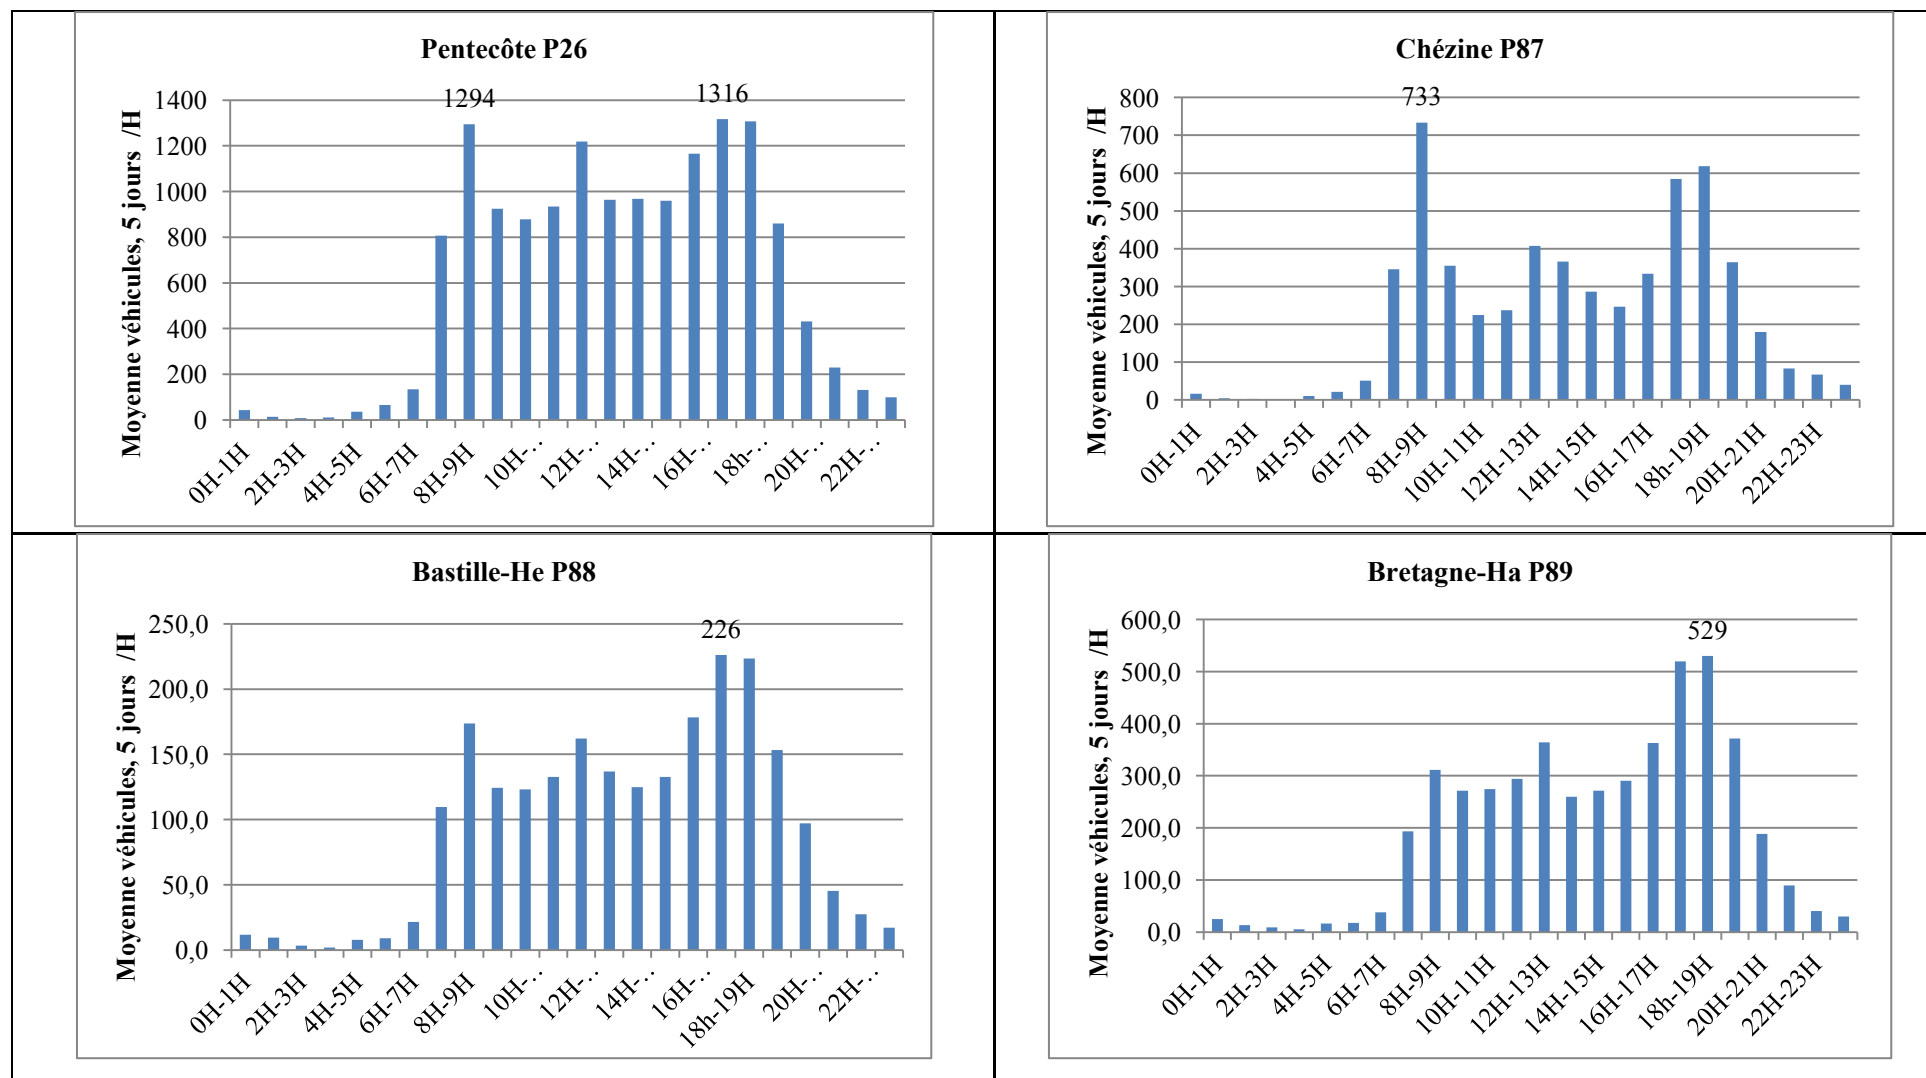 Pentecôte P26
Moyenne véhicules, 5 jours /H
1400
1200
1000
800
600
400
200
0
1294
1316
0H-1H
2H-3H
4H-5H
6H-7H
8H-9H
10H-…
12H-…
14H-…
16H-…
18h-…
20H-…
22H-…
Chézine P87
Moyenne véhicules, 5 jours /H
800
700
600
500
400
300
200
100
0
733
0H-1H
2H-3H
4H-5H
6H-7H
8H-9H
10H-11H
12H-13H
14H-15H
16H-17H
18h-19H
20H-21H
22H-23H
Bastille-He P88
Moyenne véhicules, 5 jours /H
250,0
200,0
150,0
100,0
50,0
0,0
226
0H-1H
2H-3H
4H-5H
6H-7H
8H-9H
10H-…
12H-…
14H-…
16H-…
18h-19H
20H-…
22H-…
Bretagne-Ha P89
Moyenne véhicules, 5 jours /H
600,0
500,0
400,0
300,0
200,0
100,0
0,0
529
0H-1H
2H-3H
4H-5H
6H-7H
8H-9H
10H-11H
12H-13H
14H-15H
16H-17H
18h-19H
20H-21H
22H-23H